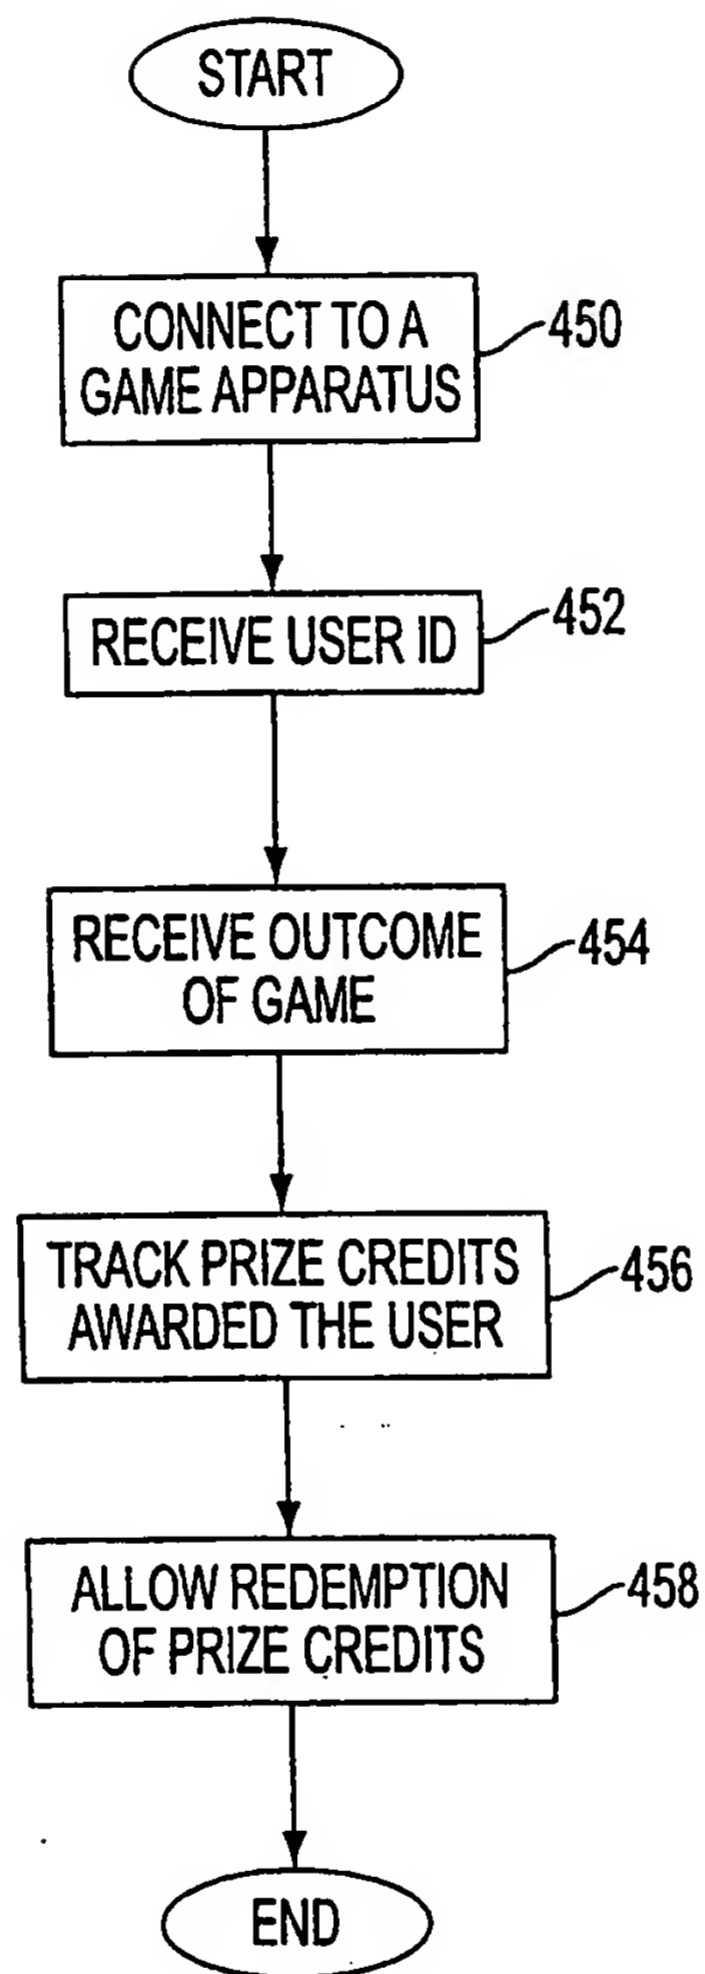 START
CONNECT TO A
GAME APPARATUS
450
RECEIVE USER ID
452
RECEIVE OUTCOME
OF GAME
454
TRACK PRIZE CREDITS
AWARDED THE USER
456
ALLOW REDEMPTION
OF PRIZE CREDITS
458
END